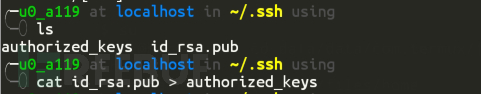 u0_a119 at localhost in ~/.ssh using
ls
authorized_keys id_rsa.pub
u0_a119 at localhost in ~/.ssh using
cat id_rsa.pub > authorized_keys